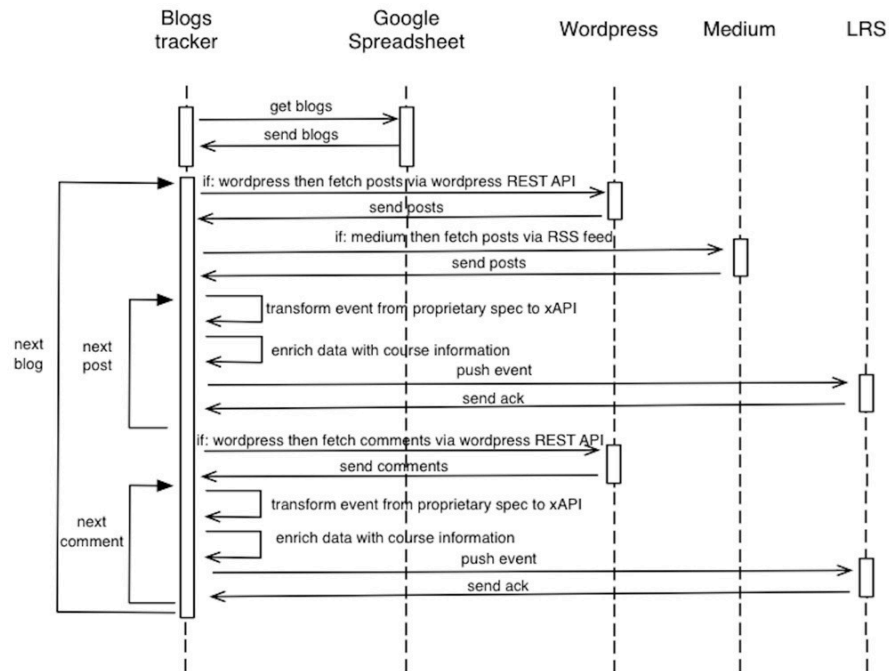 Blogs
tracker
Google
Spreadsheet
Wordpress
Medium
LRS
get blogs
send blogs
if: wordpress then fetch posts via wordpress REST API
send posts
if: medium then fetch posts via RSS feed
send posts
transform event from proprietary spec to xAPI
next
blog
next
post
enrich data with course information
push event
send ack
if: wordpress then fetch comments via wordpress REST API
send comments
transform event from proprietary spec to xAPI
next
comment
enrich data with course information
push event
send ack